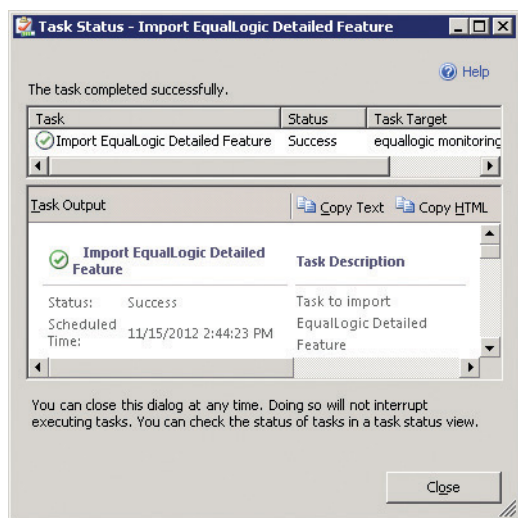 Task Status - Import EqualLogic Detailed Feature
Help
The task completed successfully.
Task Status Task Target
Import EqualLogic Detailed Feature Success equallogic monitoring
Task Output Copy Text Copy HTML
Import EqualLogic Detailed
Feature
Task Description
Status: Success
Scheduled
Time: 11/15/2012 2:44:23 PM
Task to import
EqualLogic Detailed
Feature
You can close this dialog at any time. Doing so will not interrupt
executing tasks. You can check the status of tasks in a task status view.
Close